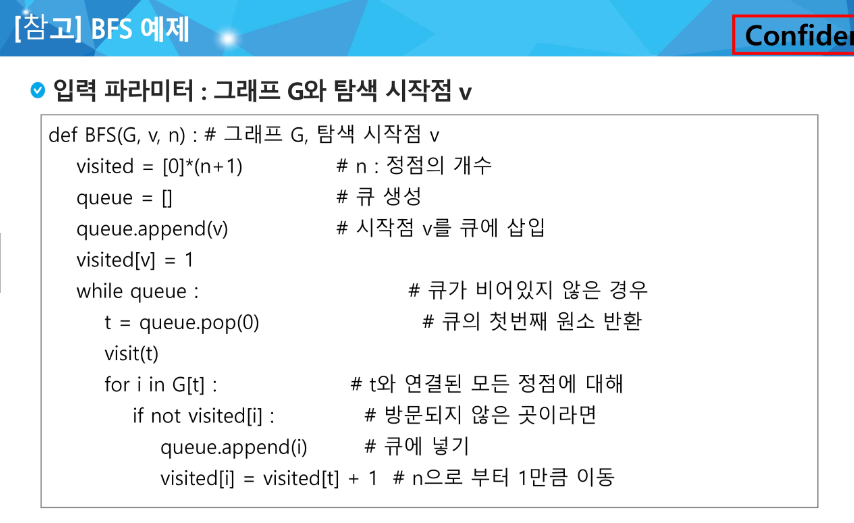 [참고] BFS 예제
Confider
입력 파라미터 : 그래프 G와 탐색 시작점 v
def BFS(G, v, n) : # 그래프 G, 탐색 시작점 v
visited = [0]*(n+1) # n : 정점의 개수
queue = [] # 큐 생성
queue.append(v) # 시작점 v를 큐에 삽입
visited[v] = 1
while queue : # 큐가 비어있지 않은 경우
t = queue.pop(0) # 큐의 첫번째 원소 반환
visit(t)
for i in G[t] : # t와 연결된 모든 정점에 대해
if not visited[i] : # 방문되지 않은 곳이라면
queue.append(i) # 큐에 넣기
visited[i] = visited[t] + 1 # n으로 부터 1만큼 이동